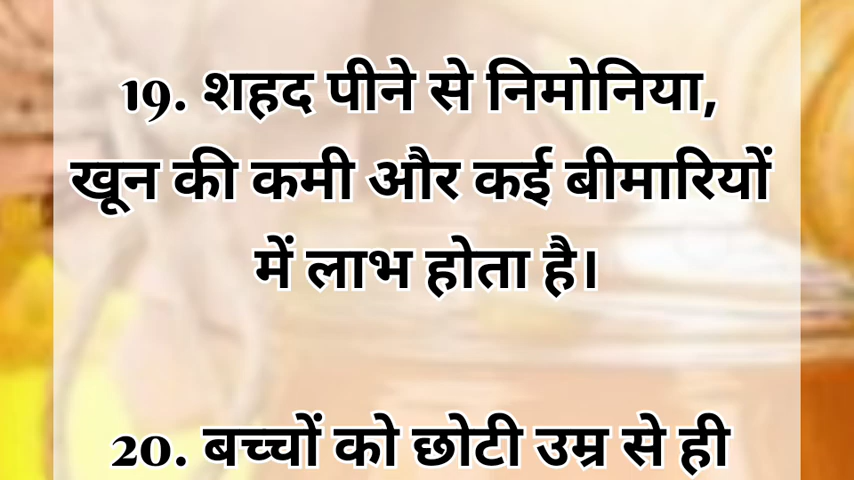 19. शहद पीने से निमोनिया,
खून की कमी और कई बीमारियों
में लाभ होता है।
20. बच्चों को छोटी उम्र से ही